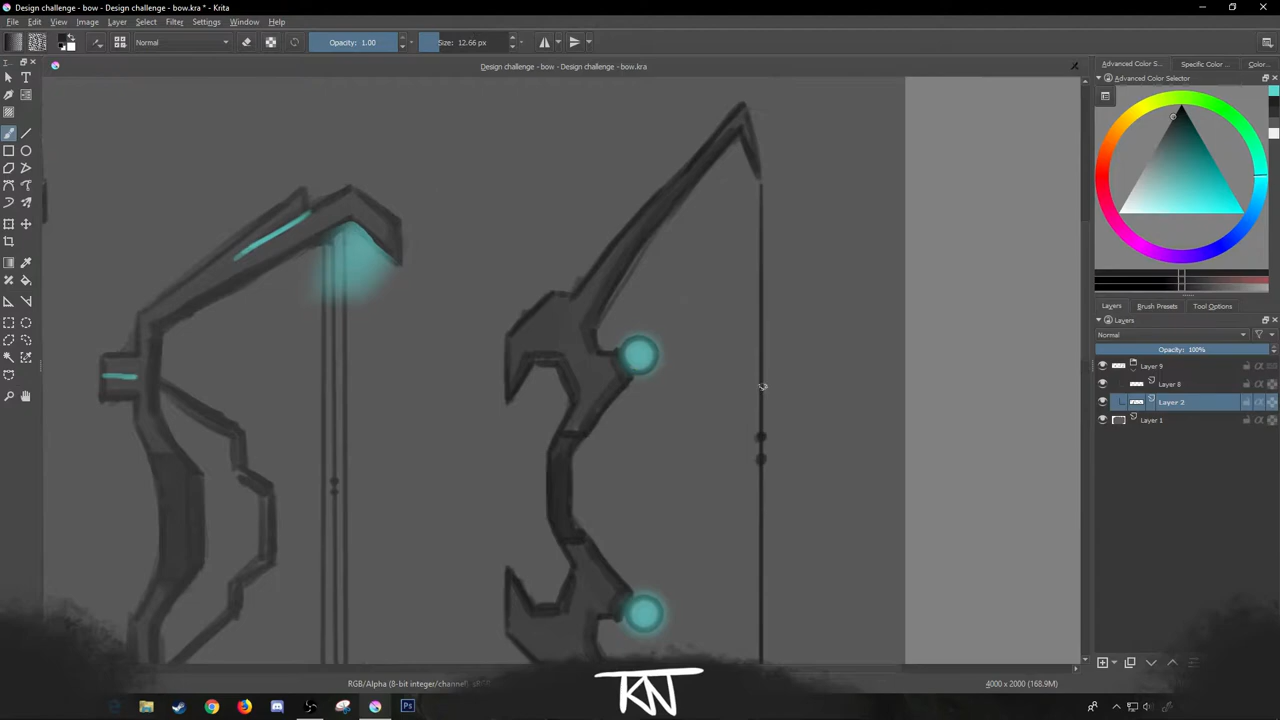 Design challenge - bow - Design challenge - bow.kra * - Krita
File Edit View Image Layer Select Filter Settings Window Help
Normal Opacity: 1.00 Size: 12.66 px
Design challenge - bow - Design challenge - bow.kra
T...
Advanced Color S... Specific Color ... Color...
Advanced Color Selector
Layers Brush Presets Tool Options
Layers
Normal
Opacity: 100%
Layer 9
Layer 8
Layer 2
Layer 1
KN
RGB/Alpha (8-bit integer/channel) 4000 x 2000 (168.9M)
Ps